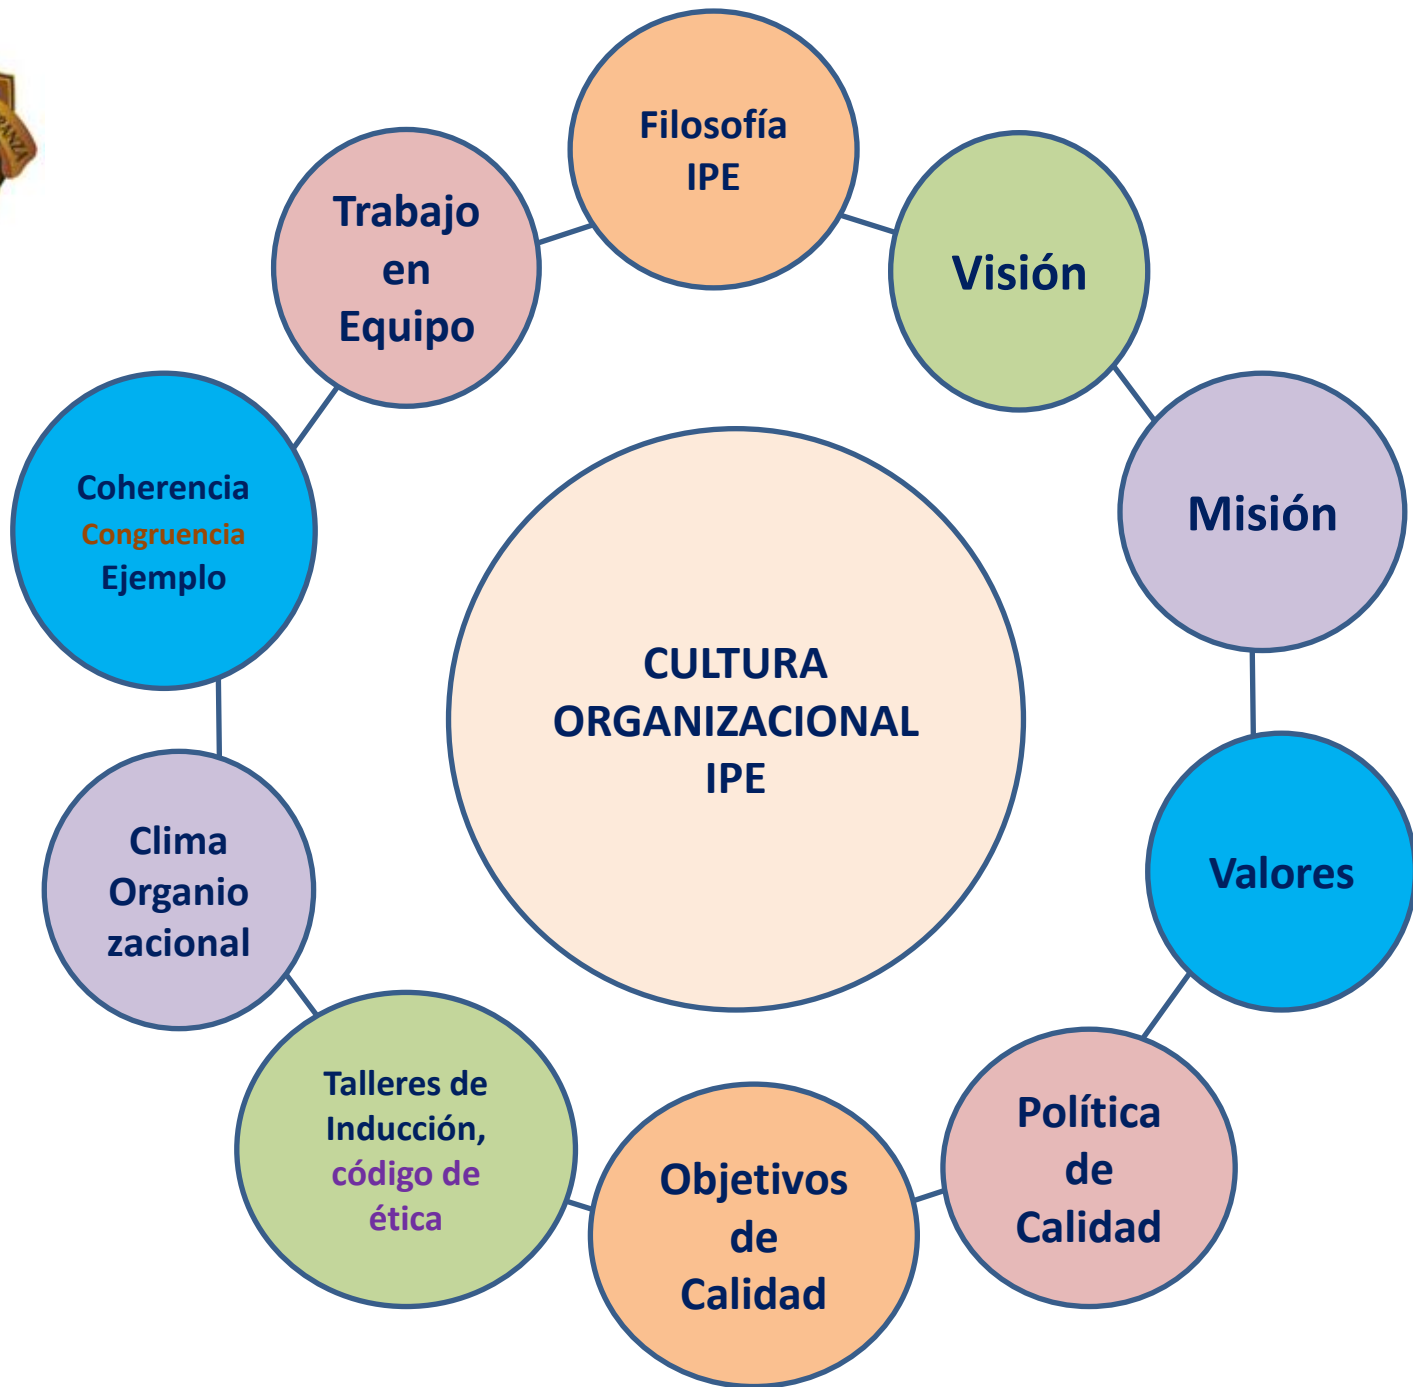 Filosofía
IPE
Visión
Misión
Valores
Política
de
Calidad
Objetivos
de
Calidad
Talleres de
Inducción,
código de
ética
Clima
Organio
zacional
Coherencia
Congruencia
Ejemplo
Trabajo
en
Equipo
CULTURA
ORGANIZACIONAL
IPE